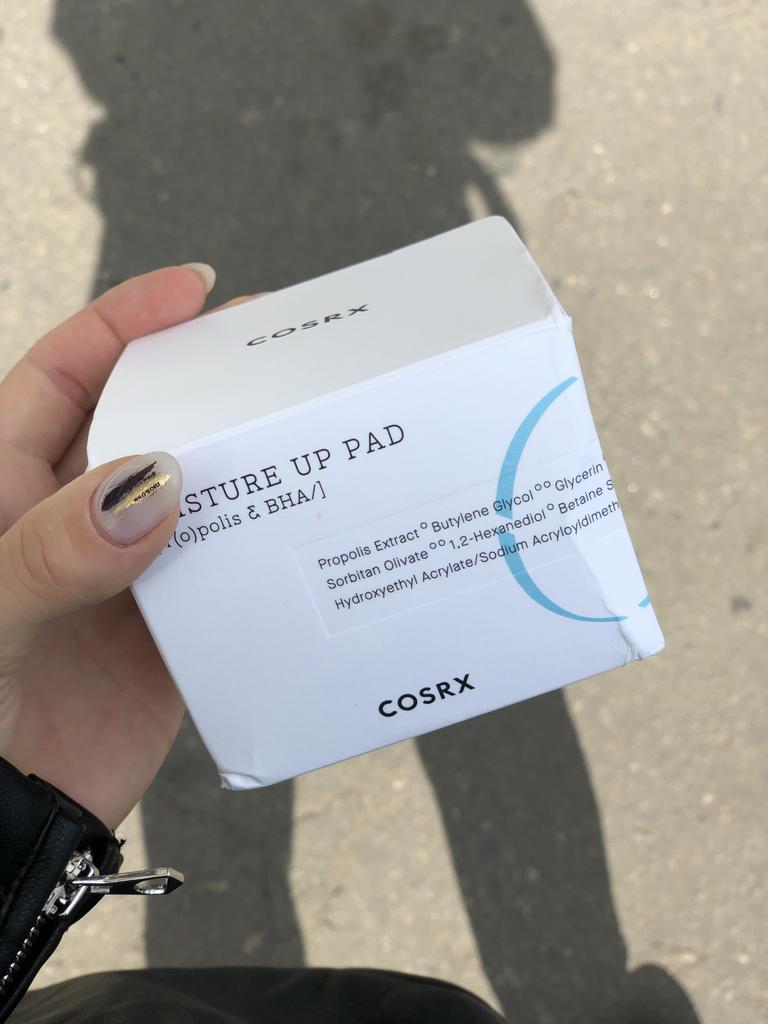 COSRX
ISTURE UP PAD
(o)polis & BHA/]
Propolis Extract° Butylene Glycol°° Glycerin
Sorbitan Olivate°° 1,2-Hexanediol° Betaine S
Hydroxyethyl Acrylate/Sodium Acryloyldimeth
COSRX